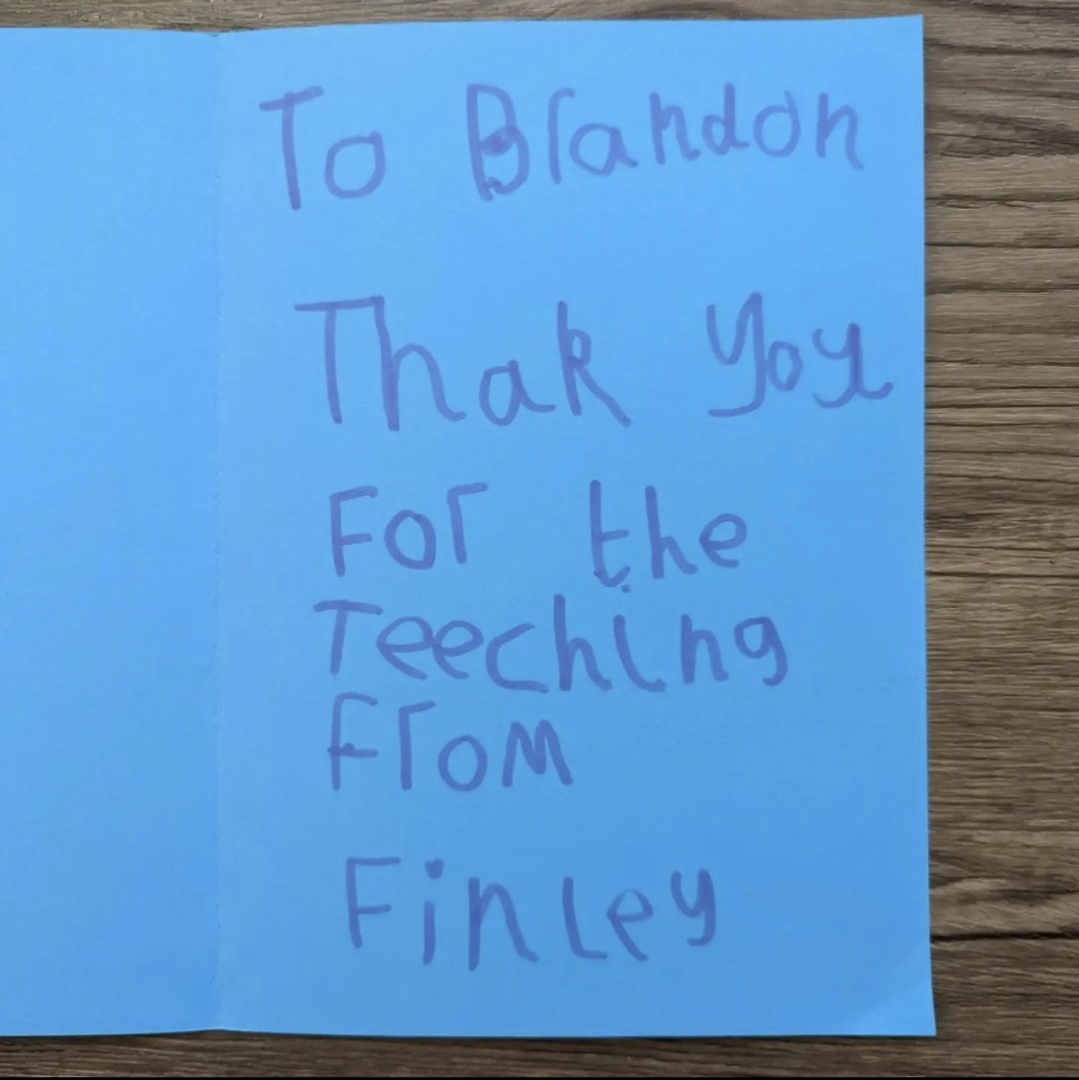 To Brandon
Thak you
For the
Teeching
From
Finley